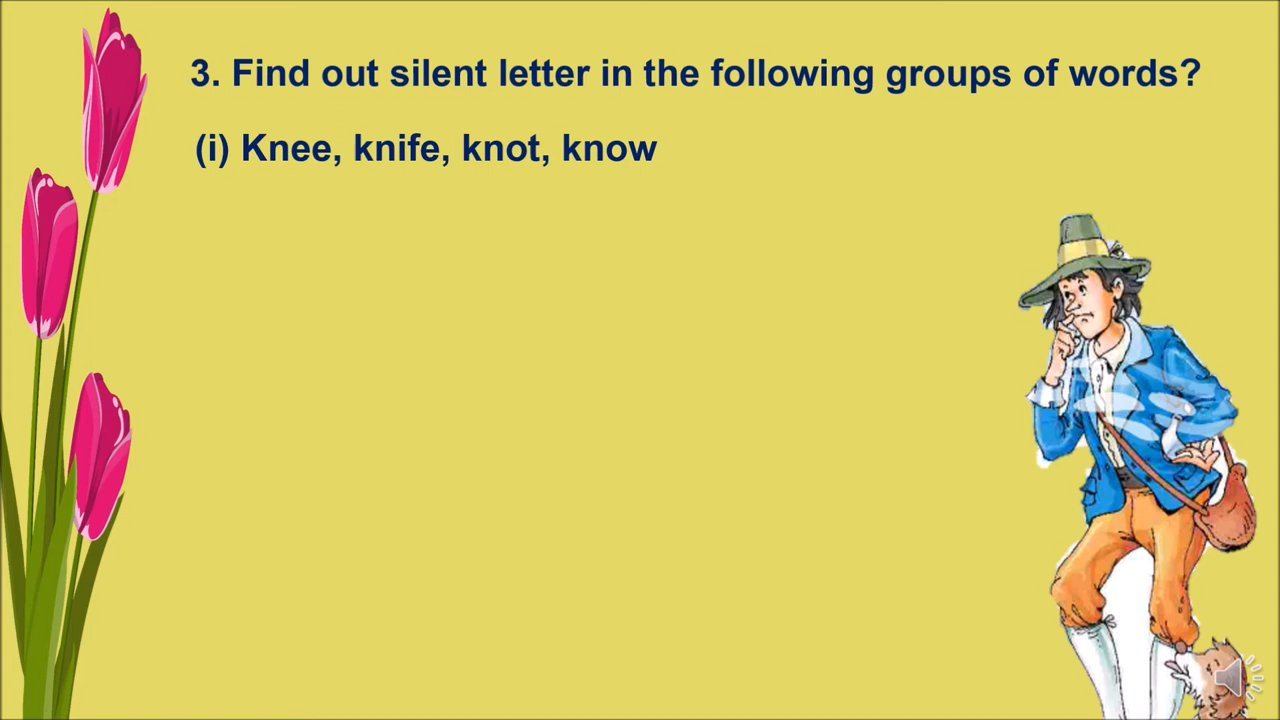 3. Find out silent letter in the following groups of words?
(i) Knee, knife, knot, know